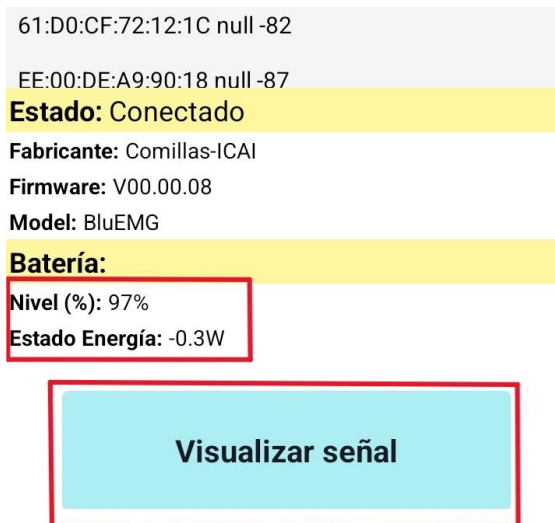 61:D0:CF:72:12:1C null -82
EE:00:DE:A9:90:18 null -87
Estado: Conectado
Fabricante: Comillas-ICAI
Firmware: V00.00.08
Model: BluEMG
Batería:
Nivel (%): 97%
Estado Energía: -0.3W
Visualizar señal